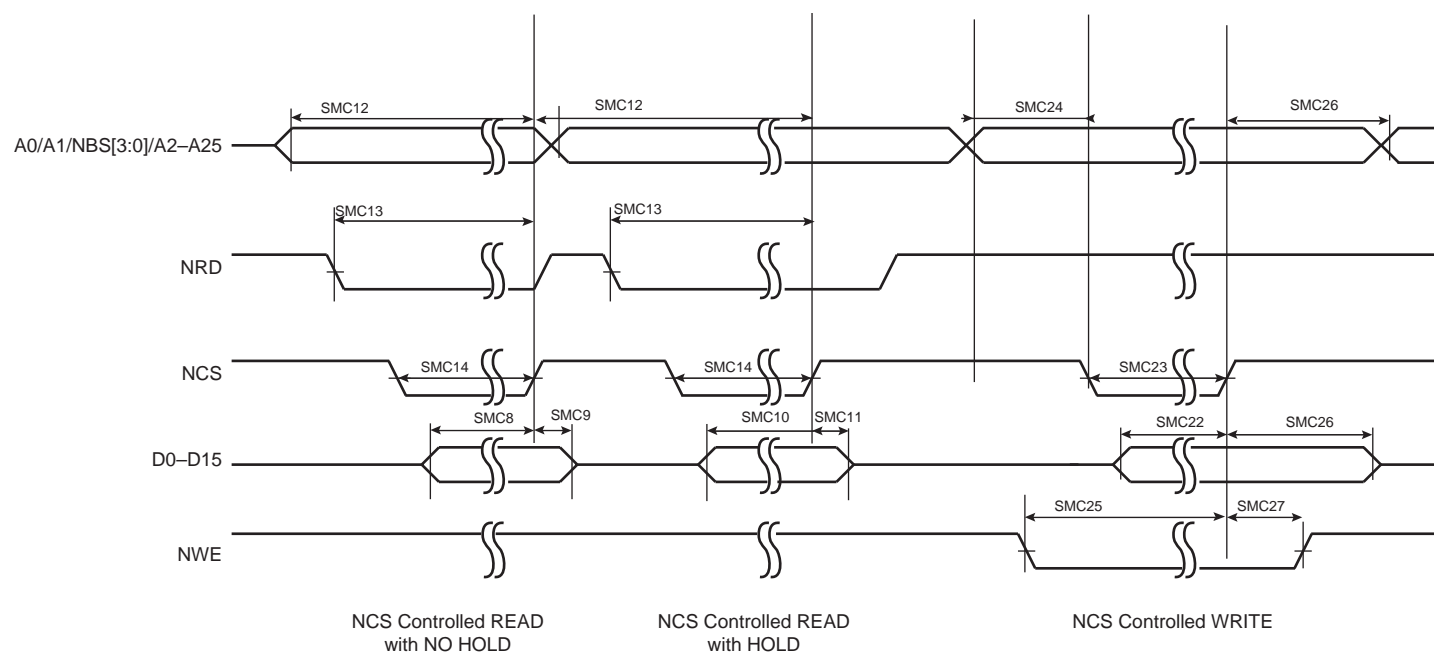 SMC12
SMC12
SMC24
SMC26
A0/A1/NBS[3:0]/A2–A25
SMC13
SMC13
NRD
NCS
SMC14
SMC14
SMC23
SMC8
SMC9
SMC10
SMC11
SMC22
SMC26
D0–D15
SMC25
SMC27
NWE
NCS Controlled READ
with NO HOLD
NCS Controlled READ
with HOLD
NCS Controlled WRITE